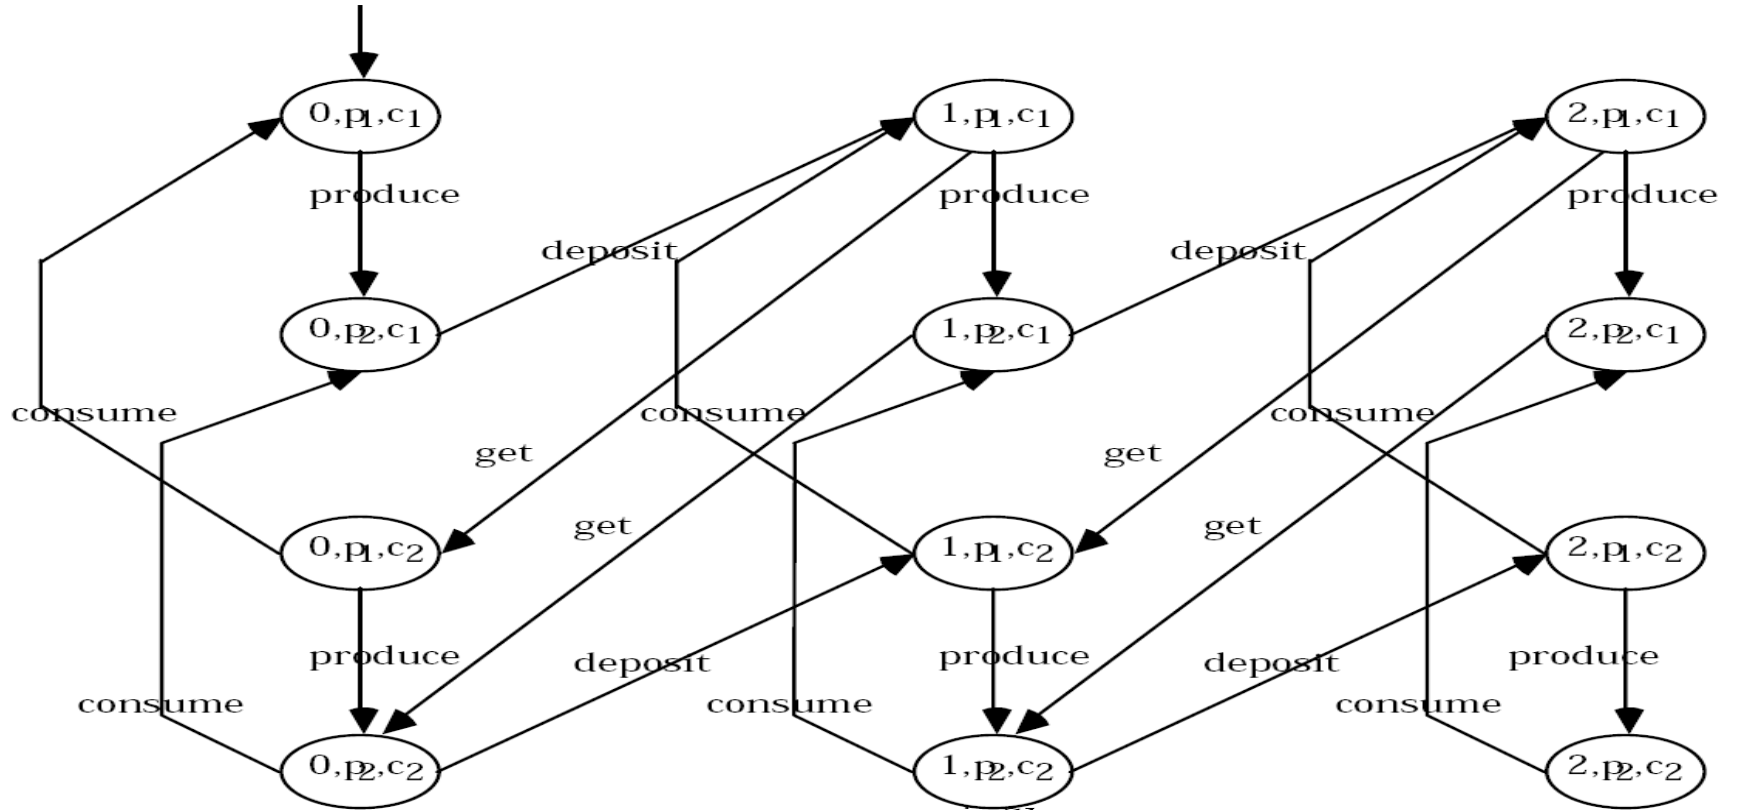 0,p1,c1 1,p1,c1 2,p1,c1
produce produce produce
deposit deposit
0,p2,c1 1,p2,c1 2,p2,c1
consume consume consume
get get
get get
0,p1,c2 1,p1,c2 2,p1,c2
produce deposit produce deposit produce
consume consume consume
0,p2,c2 1,p2,c2 2,p2,c2